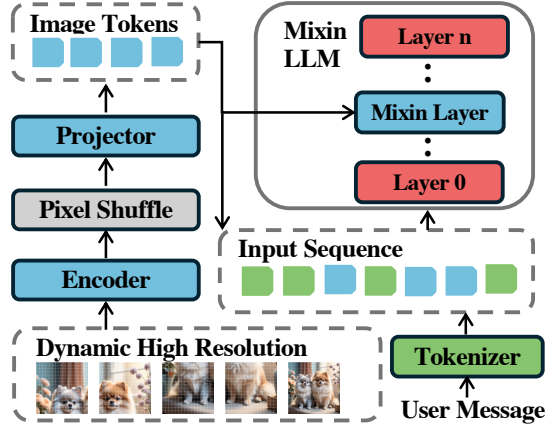 Image Tokens
Projector
Pixel Shuffle
Encoder
Dynamic High Resolution
Mixin
LLM
Layer n
Mixin Layer
Layer 0
Input Sequence
Tokenizer
User Message